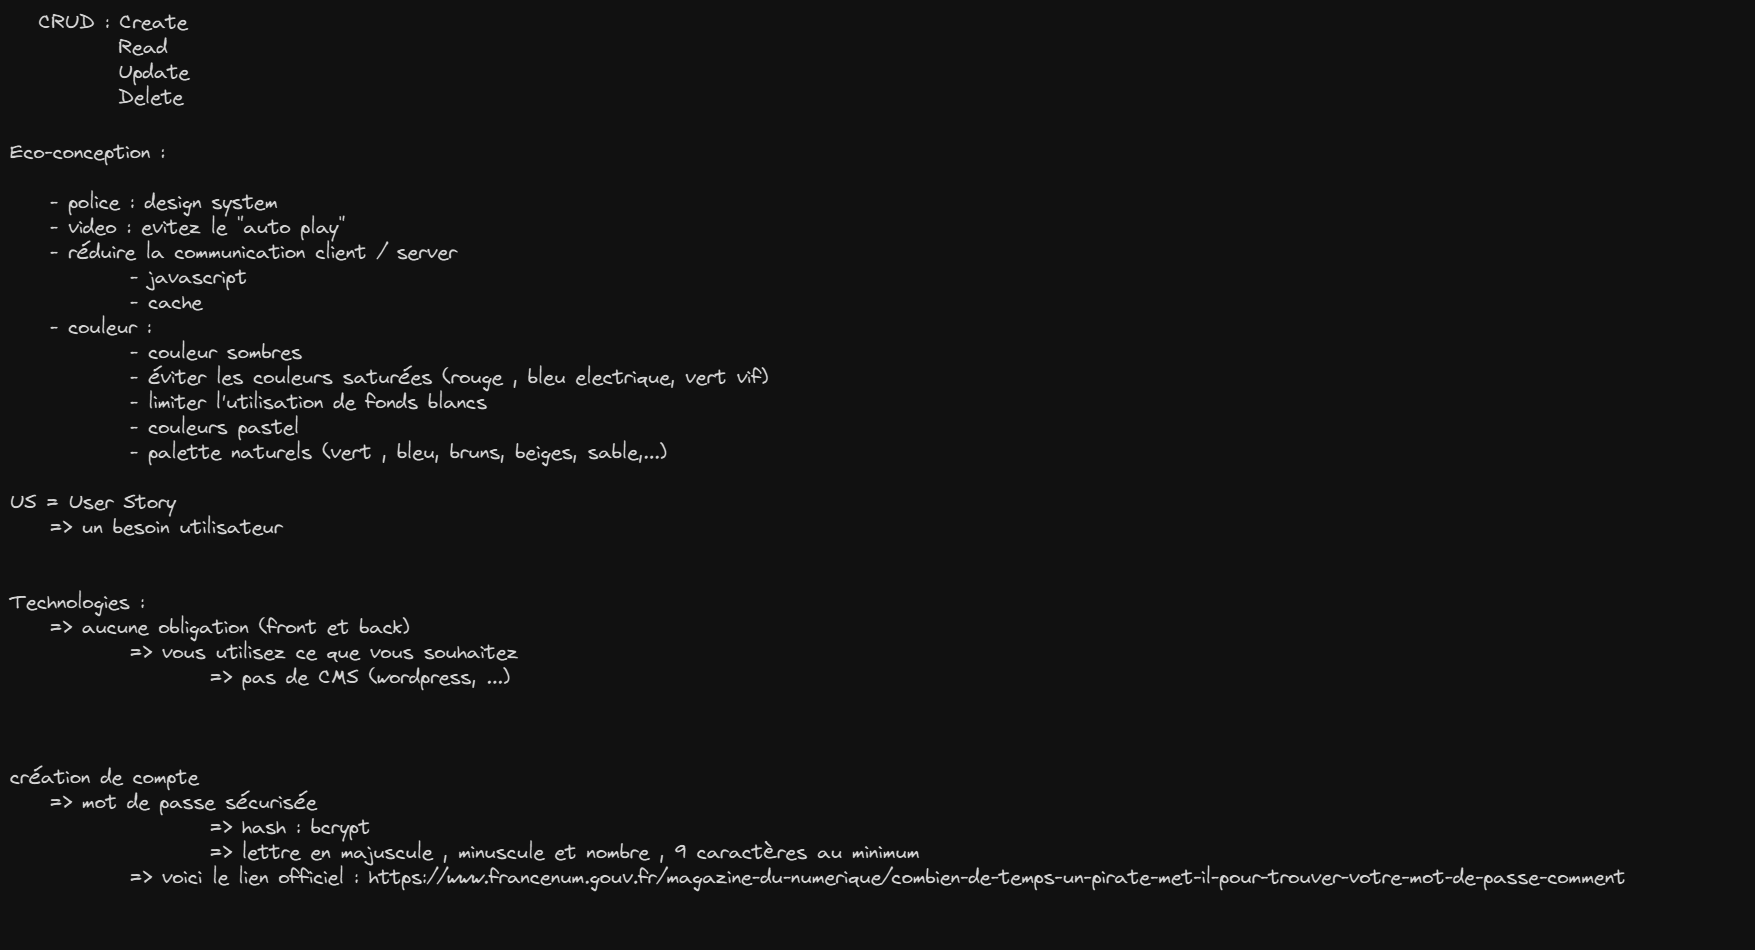 CRUD : Create
Read
Update
Delete
Eco-conception :
- police : design system
- video : evitez le "auto play"
- réduire la communication client / server
- javascript
- cache
- couleur :
- couleur sombres
- éviter les couleurs saturées (rouge , bleu electrique, vert vif)
- limiter l'utilisation de fonds blancs
- couleurs pastel
- palette naturels (vert , bleu, bruns, beiges, sable,...)
US = User Story
=> un besoin utilisateur
Technologies :
=> aucune obligation (front et back)
=> vous utilisez ce que vous souhaitez
=> pas de CMS (wordpress, ...)
création de compte
=> mot de passe sécurisée
=> hash : bcrypt
=> lettre en majuscule , minuscule et nombre , 9 caractères au minimum
=> voici le lien officiel : https://www.francenum.gouv.fr/magazine-du-numerique/combien-de-temps-un-pirate-met-il-pour-trouver-votre-mot-de-passe-comment